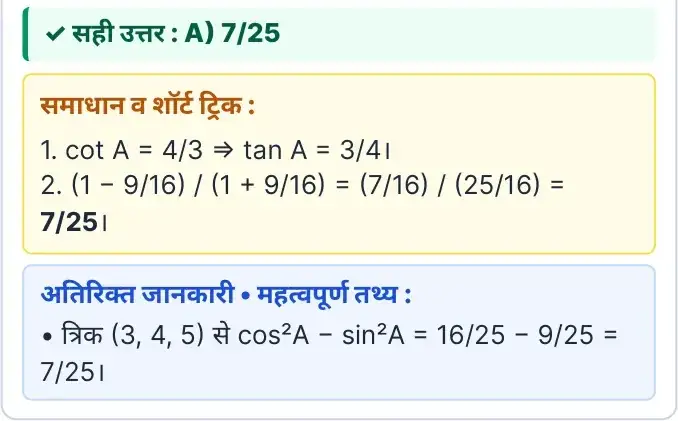 ✓ सही उत्तर : A) 7/25
समाधान व शॉर्ट ट्रिक :
1. cot A = 4/3 ⇒ tan A = 3/4।
2. (1 − 9/16) / (1 + 9/16) = (7/16) / (25/16) =
7/25।
अतिरिक्त जानकारी • महत्वपूर्ण तथ्य :
• त्रिक (3, 4, 5) से cos²A − sin²A = 16/25 − 9/25 =
7/25।